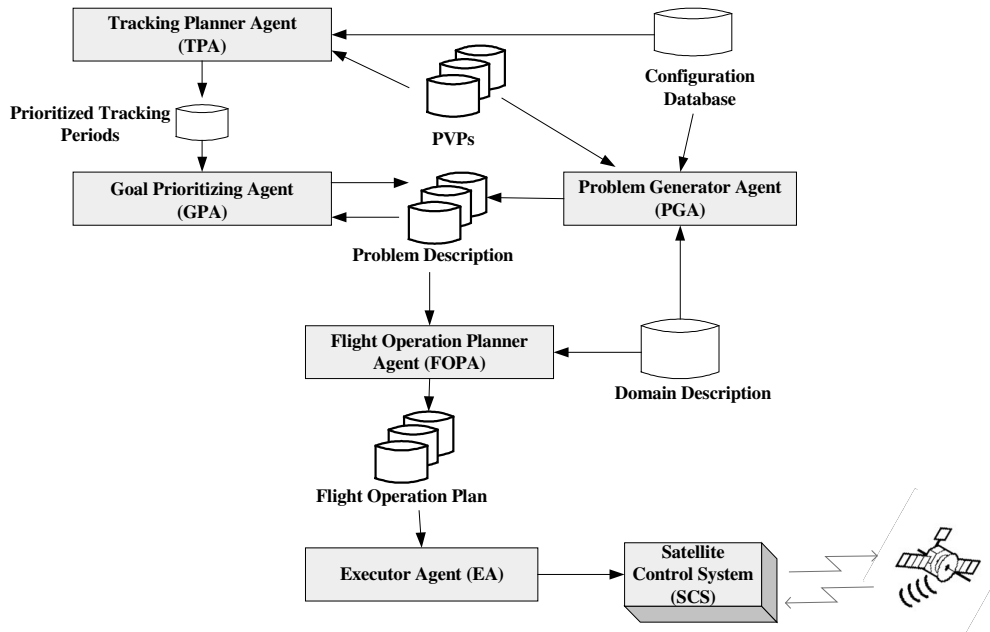 Tracking Planner Agent
(TPA)
Configuration
Database
Prioritized Tracking
Periods
PVPs
Goal Prioritizing Agent
(GPA)
Problem Generator Agent
(PGA)
Problem Description
Flight Operation Planner
Agent (FOPA)
Domain Description
Flight Operation Plan
Executor Agent (EA)
Satellite
Control System
(SCS)